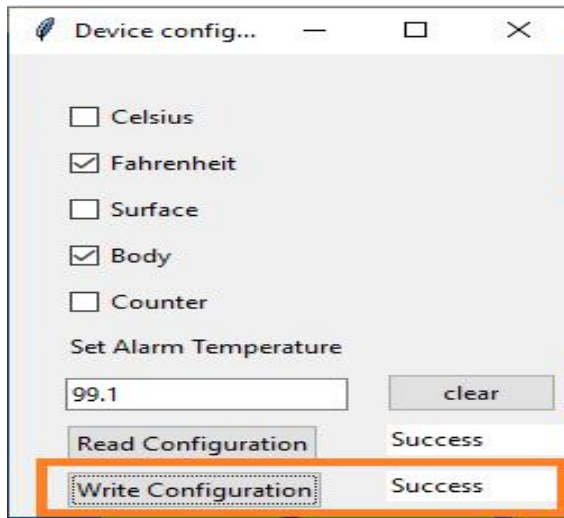 Device config...
Celsius
Fahrenheit
Surface
Body
Counter
Set Alarm Temperature
99.1 clear
Read Configuration Success
Write Configuration Success